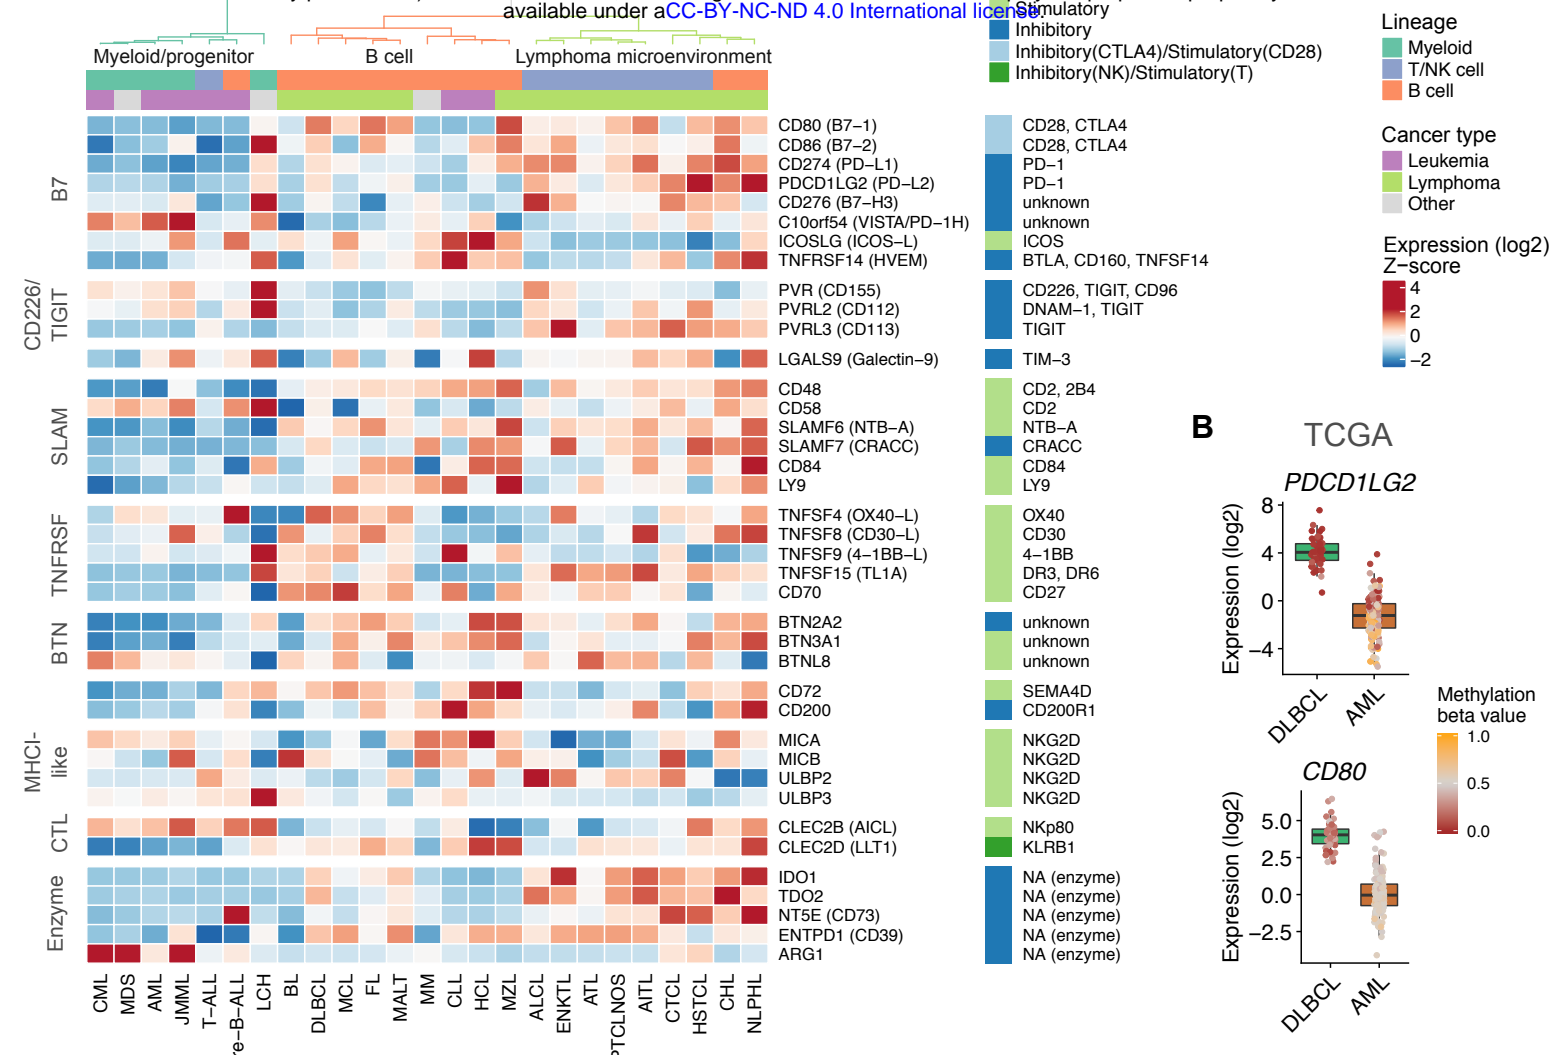 available under aCC-BY-NC-ND 4.0 International license.
Stimulatory
Inhibitory
Inhibitory(CTLA4)/Stimulatory(CD28)
Inhibitory(NK)/Stimulatory(T)
Lineage
Myeloid
T/NK cell
B cell
Cancer type
Leukemia
Lymphoma
Other
Expression (log2)
Z−score
4
2
0
−2
Myeloid/progenitor
B cell
Lymphoma microenvironment
B7
CD80 (B7−1) CD28, CTLA4
CD86 (B7−2) CD28, CTLA4
CD274 (PD−L1) PD−1
PDCD1LG2 (PD−L2) PD−1
CD276 (B7−H3) unknown
C10orf54 (VISTA/PD−1H) unknown
ICOSLG (ICOS−L) ICOS
TNFRSF14 (HVEM) BTLA, CD160, TNFSF14
CD226/
TIGIT
PVR (CD155) CD226, TIGIT, CD96
PVRL2 (CD112) DNAM−1, TIGIT
PVRL3 (CD113) TIGIT
LGALS9 (Galectin−9) TIM−3
SLAM
CD48 CD2, 2B4
CD58 CD2
SLAMF6 (NTB−A) NTB−A
SLAMF7 (CRACC) CRACC
CD84 CD84
LY9 LY9
TNFRSF
TNFSF4 (OX40−L) OX40
TNFSF8 (CD30−L) CD30
TNFSF9 (4−1BB−L) 4−1BB
TNFSF15 (TL1A) DR3, DR6
CD70 CD27
BTN
BTN2A2 unknown
BTN3A1 unknown
BTNL8 unknown
CD72 SEMA4D
CD200 CD200R1
MHCI-
like
MICA NKG2D
MICB NKG2D
ULBP2 NKG2D
ULBP3 NKG2D
CTL
CLEC2B (AICL) NKp80
CLEC2D (LLT1) KLRB1
Enzyme
IDO1 NA (enzyme)
TDO2 NA (enzyme)
NT5E (CD73) NA (enzyme)
ENTPD1 (CD39) NA (enzyme)
ARG1 NA (enzyme)
CML
MDS
AML
JMML
T−ALL
re−B−ALL
LCH
BL
DLBCL
MCL
FL
MALT
MM
CLL
HCL
MZL
ALCL
ENKTL
ATL
PTCLNOS
AITL
CTCL
HSTCL
CHL
NLPHL
B
TCGA
PDCD1LG2
Expression (log2)
8
4
0
−4
DLBCL
AML
CD80
Expression (log2)
5.0
2.5
0.0
−2.5
DLBCL
AML
Methylation
beta value
1.0
0.5
0.0